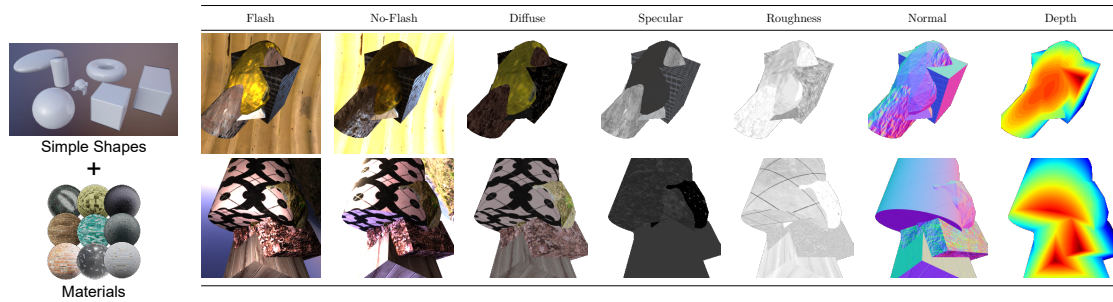 Flash No-Flash Diffuse Specular Roughness Normal Depth
Simple Shapes
+
Materials